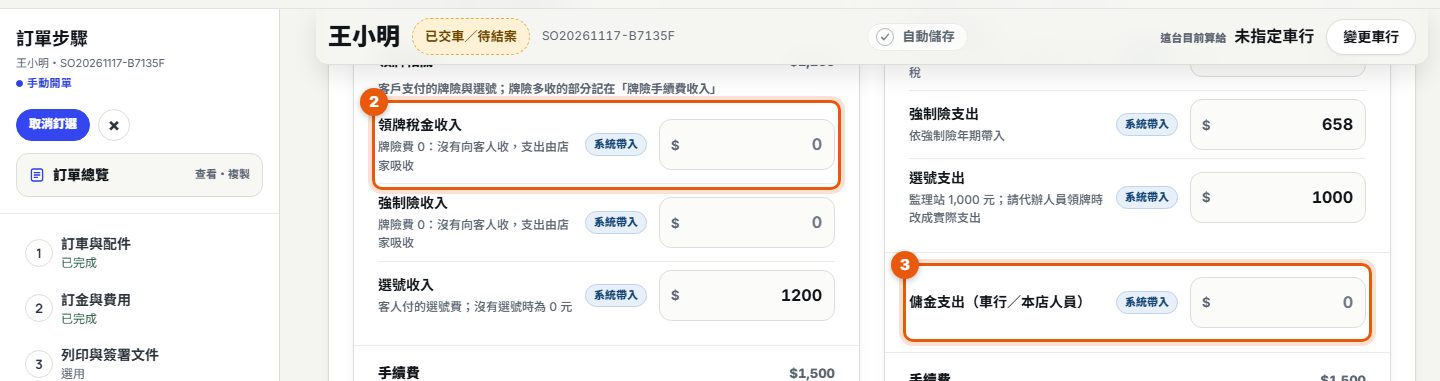 訂單步驟
王小明・SO20261117-B7135F
手動開單
取消釘選
訂單總覽
查看・複製
1
訂車與配件
已完成
2
訂金與費用
已完成
3
列印與簽署文件
選用
王小明
已交車／待結案
SO20261117-B7135F
自動儲存
這台目前算給
未指定車行
變更車行
客戶支付的牌險與選號；牌險多收的部分記在「牌險手續費收入」
2
領牌稅金收入
牌險費 0：沒有向客人收，支出由店
家吸收
系統帶入
$
0
強制險收入
牌險費 0：沒有向客人收，支出由店
家吸收
系統帶入
$
0
選號收入
客人付的選號費；沒有選號時為 0 元
系統帶入
$
1200
手續費
$1,500
稅
強制險支出
依強制險年期帶入
系統帶入
$
658
選號支出
監理站 1,000 元；請代辦人員領牌時
改成實際支出
系統帶入
$
1000
3
傭金支出（車行／本店人員）
系統帶入
$
0
手續費
$1,500